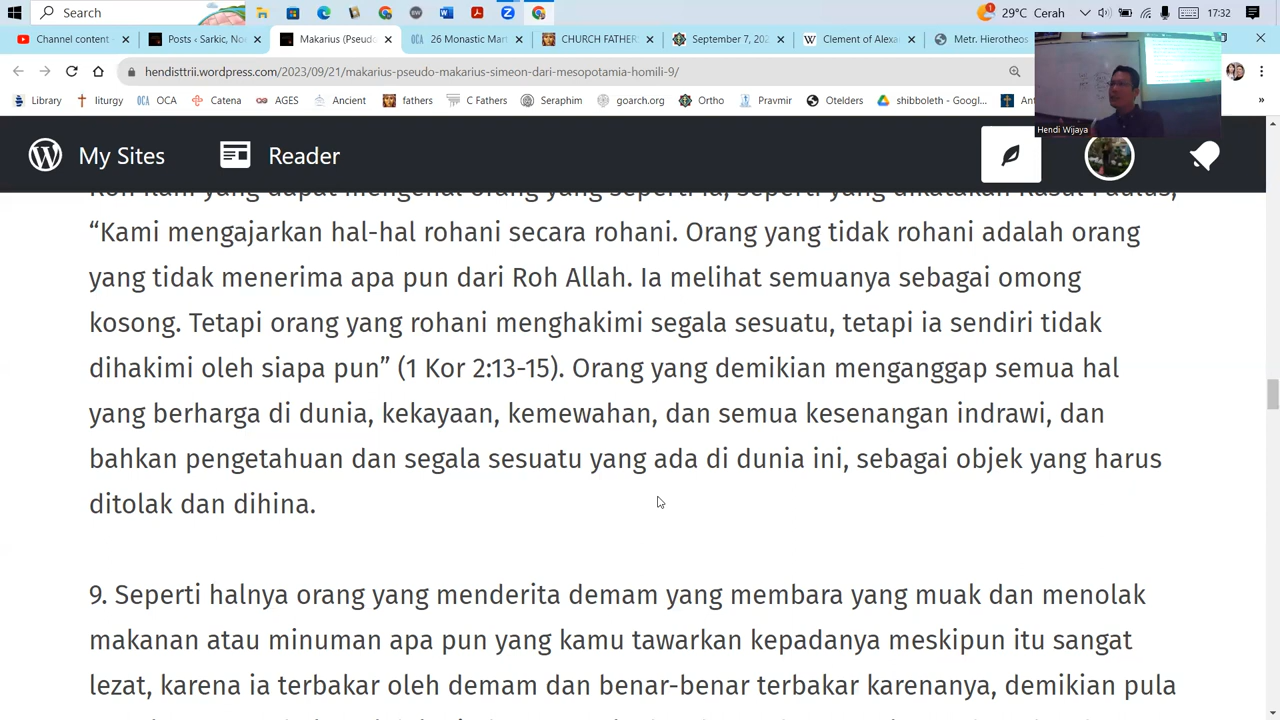 Search
29°C Cerah
17:32
Channel content -
Posts ‹ Sarkic, Noe
Makarius (Pseudo
26 Monastic Mart
CHURCH FATHERS
September 7, 202
Clement of Alexa
Metr. Hierotheos
hendisttrii.wordpress.com/2023/09/21/makarius-pseudo-makarius-simeon-dari-mesopotamia-homili-9/
Library
liturgy
OCA
Catena
AGES
Ancient
fathers
C Fathers
Seraphim
goarch.org
Ortho
Pravmir
Otelders
shibboleth - Googl...
Hendi Wijaya
My Sites
Reader
“Kami mengajarkan hal-hal rohani secara rohani. Orang yang tidak rohani adalah orang
yang tidak menerima apa pun dari Roh Allah. Ia melihat semuanya sebagai omong
kosong. Tetapi orang yang rohani menghakimi segala sesuatu, tetapi ia sendiri tidak
dihakimi oleh siapa pun” (1 Kor 2:13-15). Orang yang demikian menganggap semua hal
yang berharga di dunia, kekayaan, kemewahan, dan semua kesenangan indrawi, dan
bahkan pengetahuan dan segala sesuatu yang ada di dunia ini, sebagai objek yang harus
ditolak dan dihina.
9. Seperti halnya orang yang menderita demam yang membara yang muak dan menolak
makanan atau minuman apa pun yang kamu tawarkan kepadanya meskipun itu sangat
lezat, karena ia terbakar oleh demam dan benar-benar terbakar karenanya, demikian pula